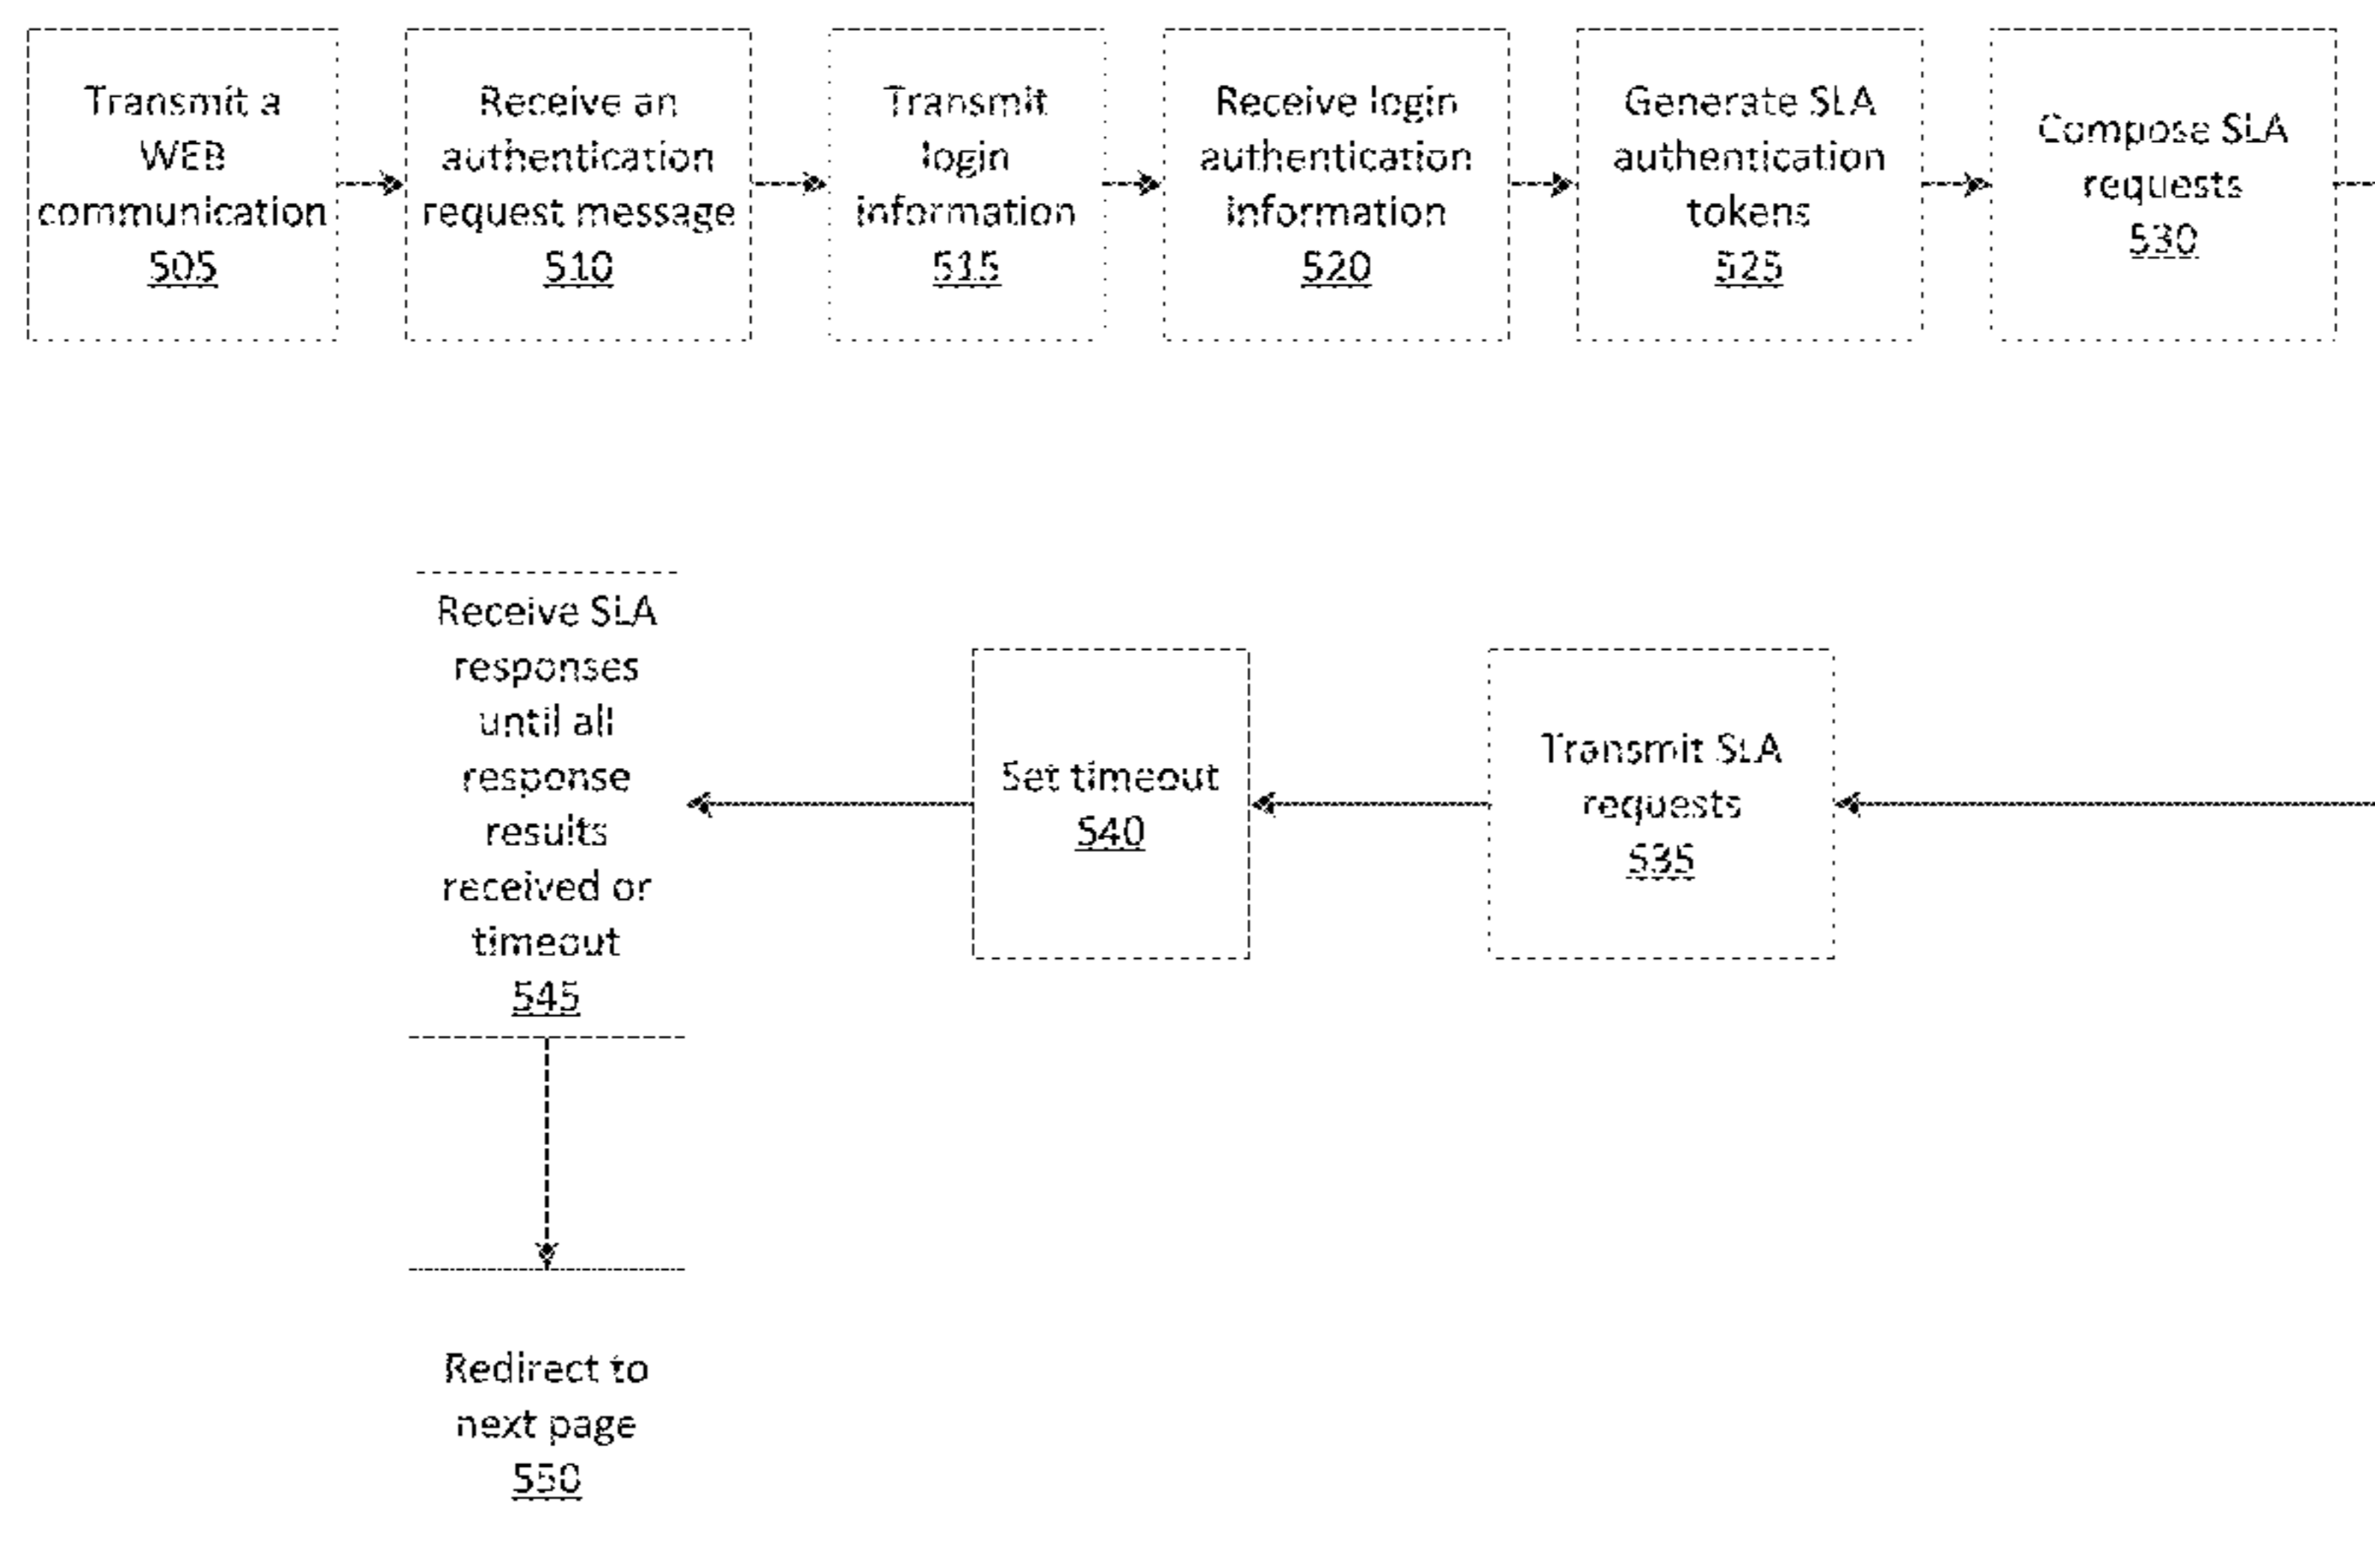 Transmit a
WEB
communication
505
Receive an
authentication
request message
510
Transmit
login
information
515
Receive login
authentication
information
520
Generate SLA
authentication
tokens
525
Compose SLA
requests
530
Transmit SLA
requests
535
Set timeout
540
Receive SLA
responses
until all
response
results
received or
timeout
545
Redirect to
next page
550